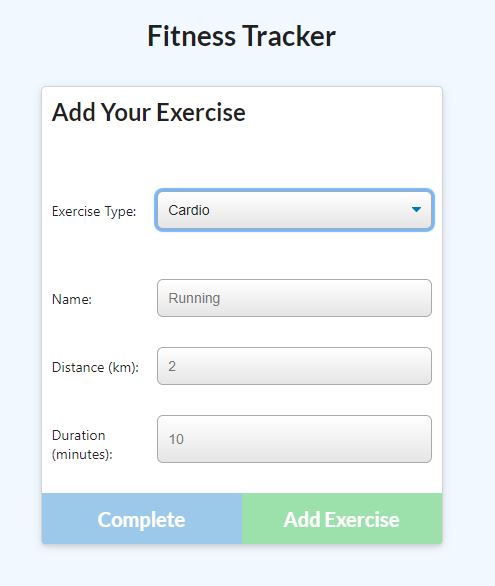 Fitness Tracker
Add Your Exercise
Exercise Type: Cardio
Name: Running
Distance (km): 2
Duration
(minutes): 10
Complete Add Exercise